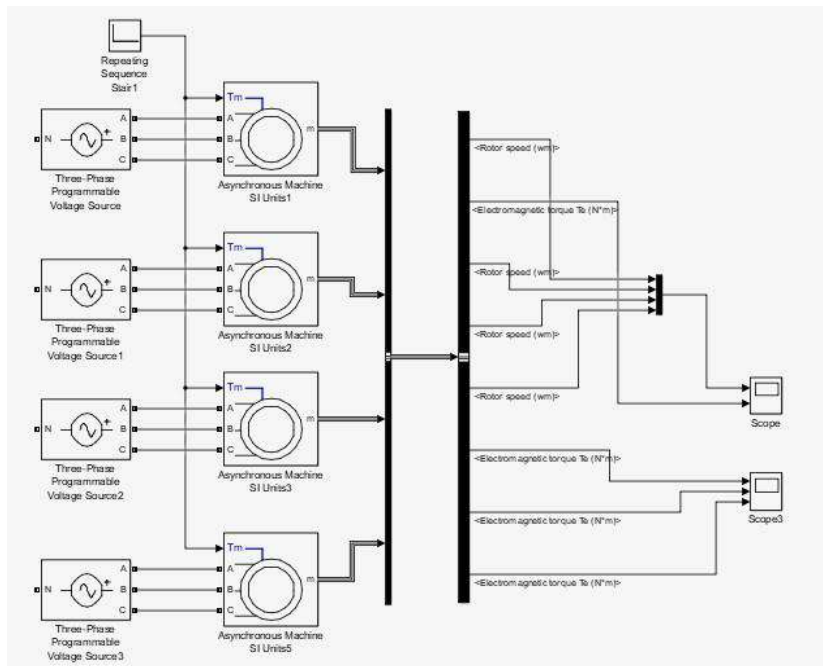 Repeating
Sequence
Stair1
N
A
B
C
Three-Phase
Programmable
Voltage Source
Tm
A
B
C
m
Asynchronous Machine
SI Units1
N
A
B
C
Three-Phase
Programmable
Voltage Source1
Tm
A
B
C
m
Asynchronous Machine
SI Units2
N
A
B
C
Three-Phase
Programmable
Voltage Source2
Tm
A
B
C
m
Asynchronous Machine
SI Units3
N
A
B
C
Three-Phase
Programmable
Voltage Source3
Tm
A
B
C
m
Asynchronous Machine
SI Units5
<Rotor speed (wm)>
<Electromagnetic torque Te (N*m)>
<Rotor speed (wm)>
<Rotor speed (wm)>
<Rotor speed (wm)>
<Electromagnetic torque Te (N*m)>
<Electromagnetic torque Te (N*m)>
<Electromagnetic torque Te (N*m)>
Scope
Scope3